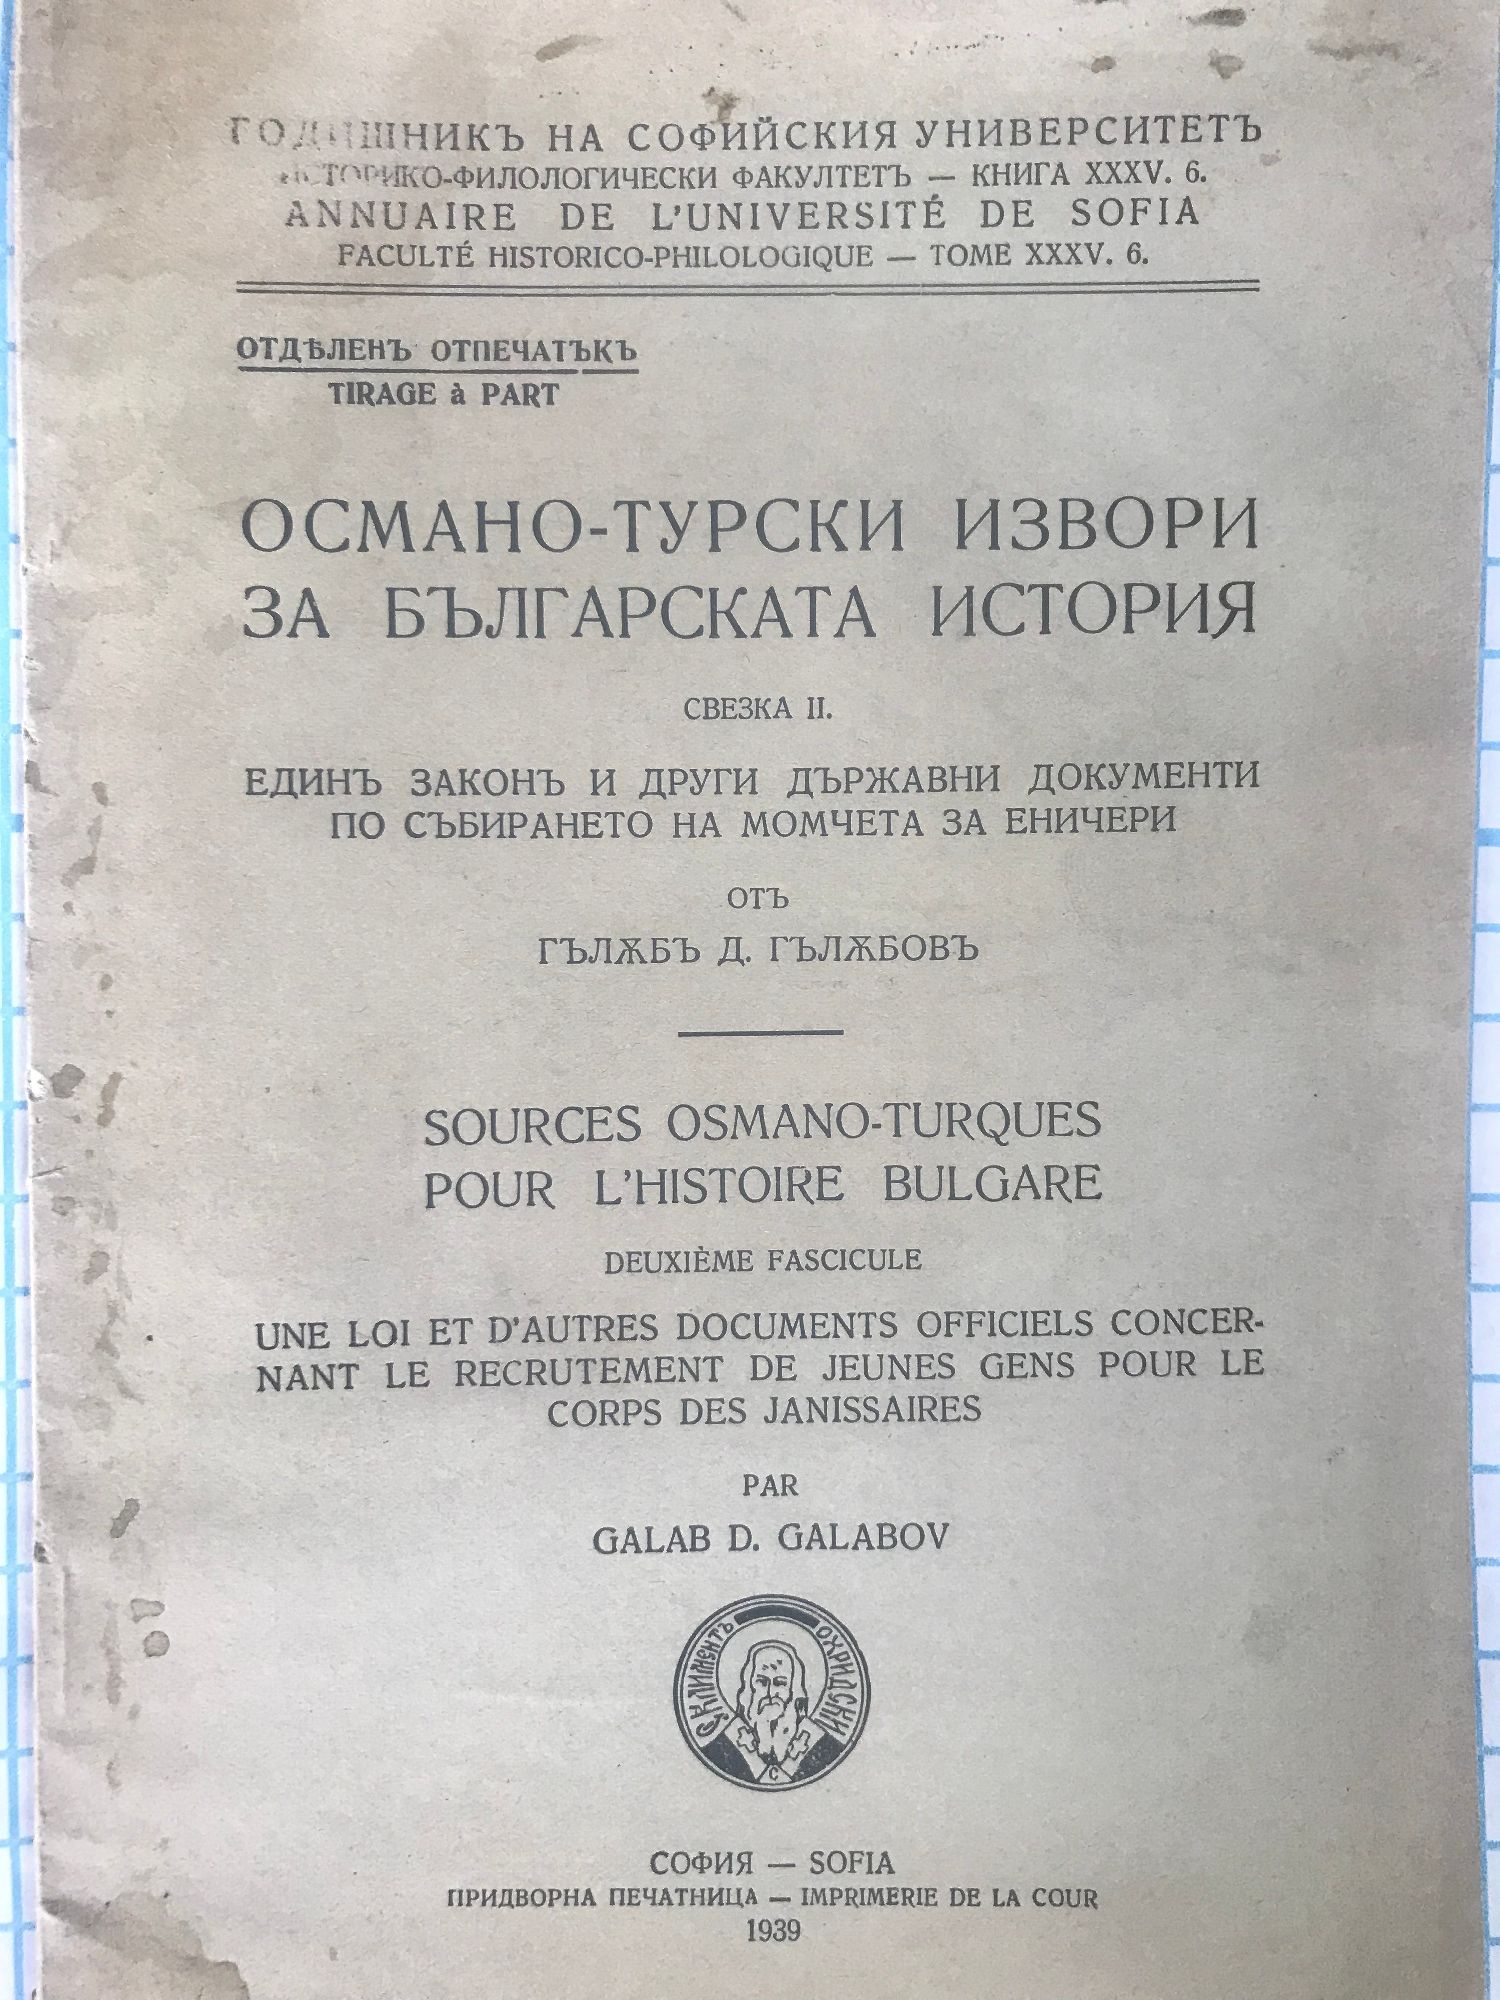 ГОДИШНИКЪ НА СОФИЙСКИЯ УНИВЕРСИТЕТЪ
ИСТОРИКО-ФИЛОЛОГИЧЕСКИ ФАКУЛТЕТЪ — КНИГА XXXV. 6.
ANNUAIRE DE L'UNIVERSITÉ DE SOFIA
FACULTÉ HISTORICO-PHILOLOGIQUE — TOME XXXV. 6.
ОТДѢЛЕНЪ ОТПЕЧАТЪКЪ
TIRAGE à PART
ОСМАНО-ТУРСКИ ИЗВОРИ
ЗА БЪЛГАРСКАТА ИСТОРИЯ
СВЕЗКА II.
ЕДИНЪ ЗАКОНЪ И ДРУГИ ДЪРЖАВНИ ДОКУМЕНТИ
ПО СЪБИРАНЕТО НА МОМЧЕТА ЗА ЕНИЧЕРИ
ОТЪ
ГЪЛѪБЪ Д. ГЪЛѪБОВЪ
SOURCES OSMANO-TURQUES
POUR L'HISTOIRE BULGARE
DEUXIÈME FASCICULE
UNE LOI ET D'AUTRES DOCUMENTS OFFICIELS CONCER-
NANT LE RECRUTEMENT DE JEUNES GENS POUR LE
CORPS DES JANISSAIRES
PAR
GALAB D. GALABOV
КЛИМЕНТЪ ОХРИДСКИ
СОФИЯ — SOFIA
ПРИДВОРНА ПЕЧАТНИЦА — IMPRIMERIE DE LA COUR
1939